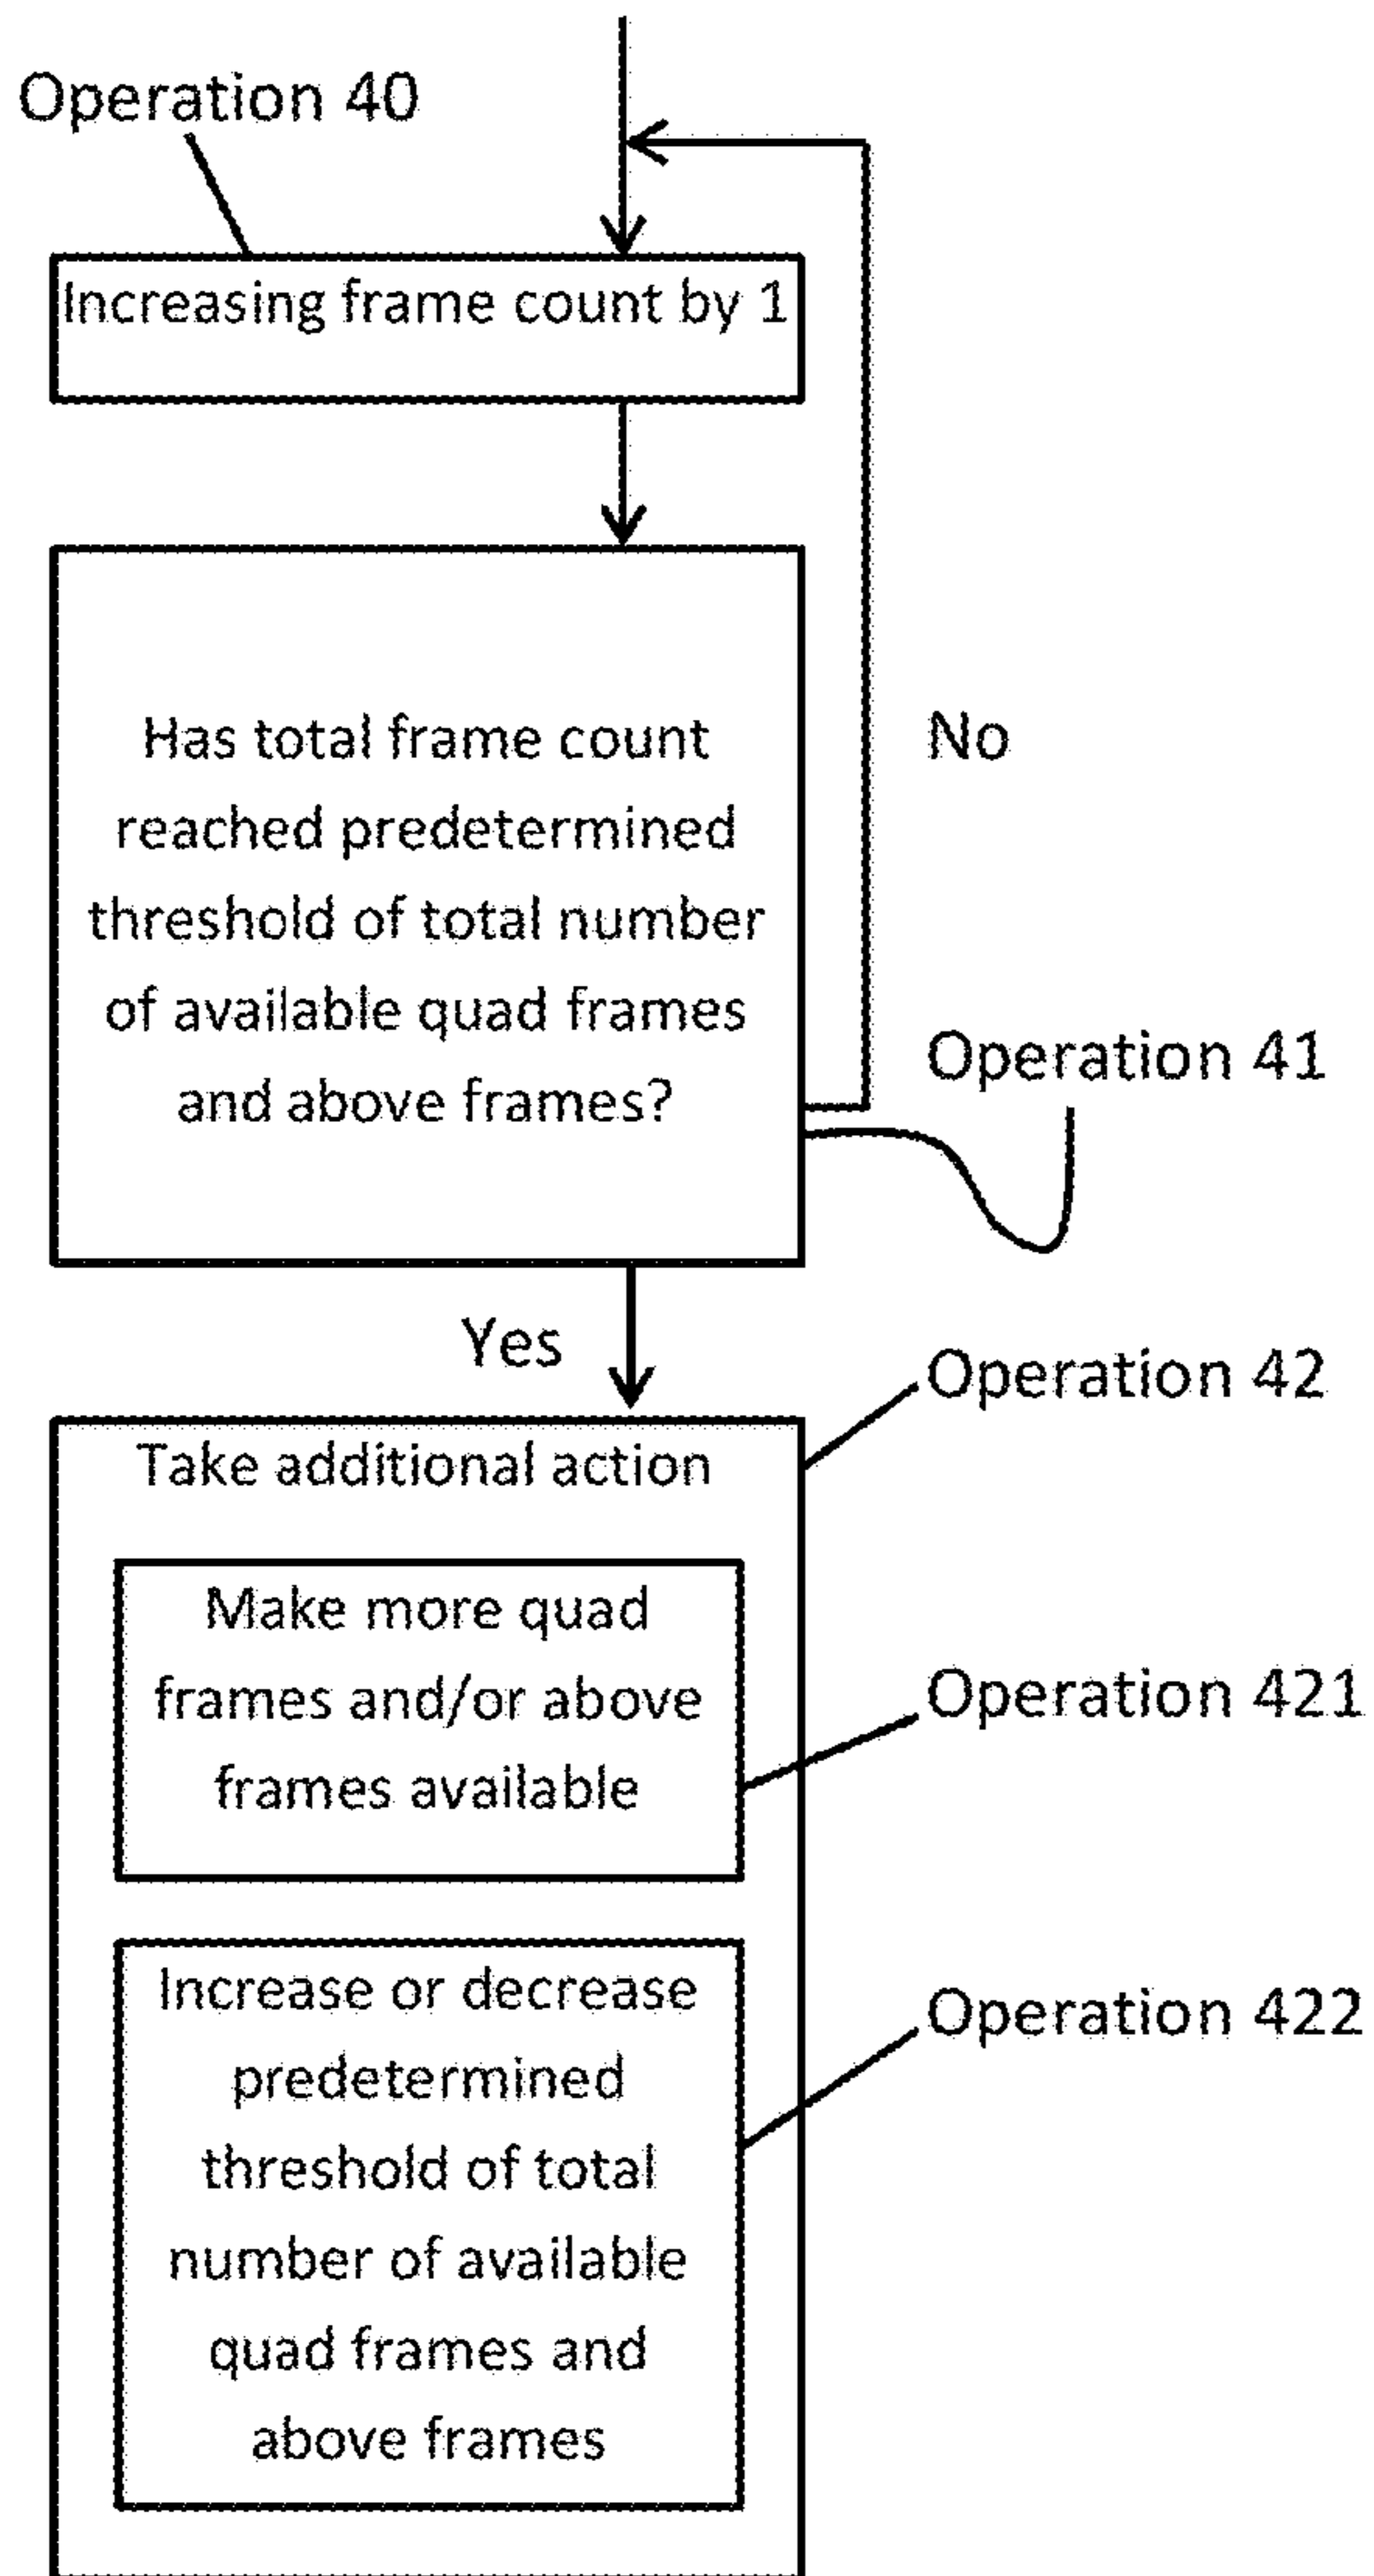 Operation 40
Increasing frame count by 1
Has total frame count
reached predetermined
threshold of total number
of available quad frames
and above frames?
No
Operation 41
Yes
Operation 42
Take additional action
Make more quad
frames and/or above
frames available
Operation 421
Increase or decrease
predetermined
threshold of total
number of available
quad frames and
above frames
Operation 422